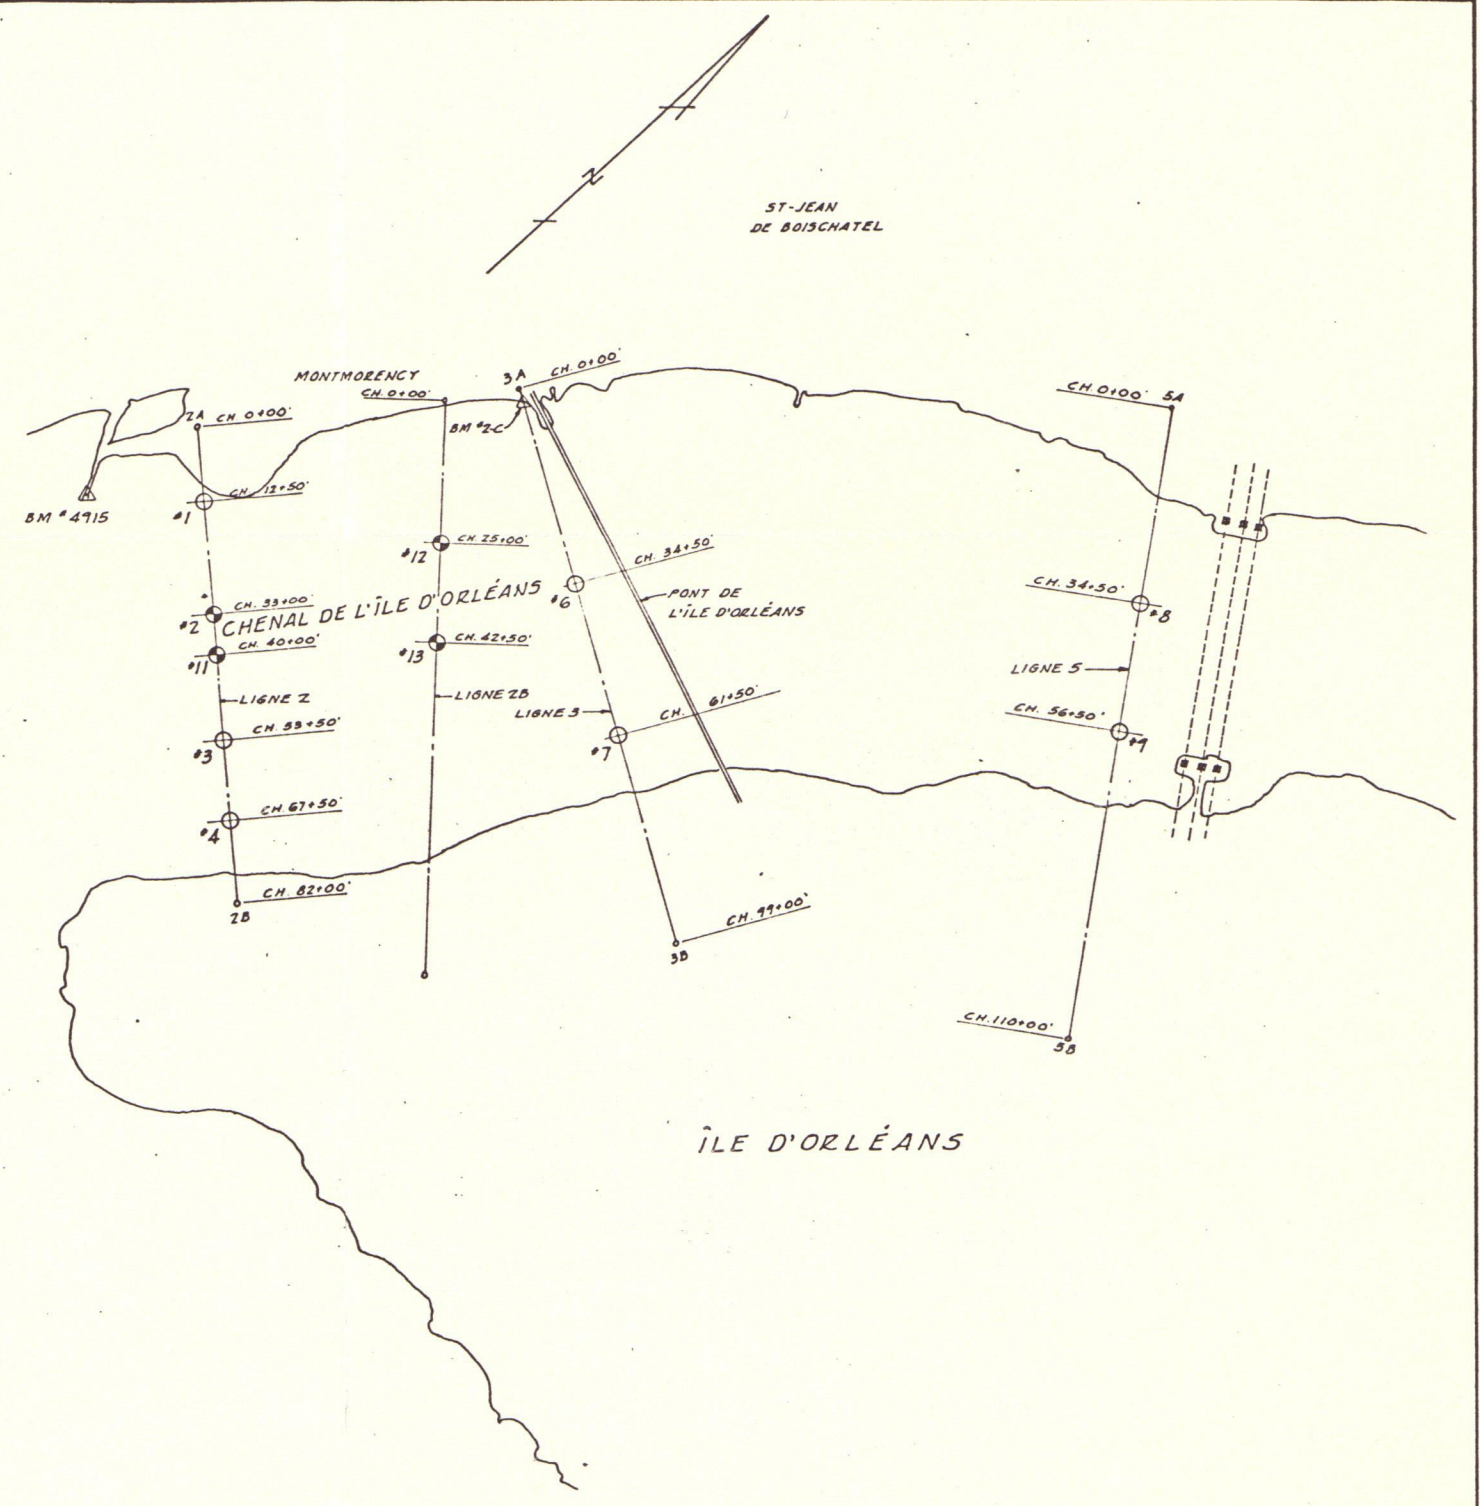 N
ST-JEAN
DE BOISCHATEL
MONTMORENCY
CH. 0+00'
3A
CH. 0+00'
CH. 0+00'
5A
2A
CH. 0+00'
BM #2-C
BM #4915
CH. 12+50'
#1
#12
CH. 25+00'
CH. 34+50'
#6
PONT DE
L'ÎLE D'ORLÉANS
CH. 34+50'
#8
CH. 33+00'
#2
CHENAL DE L'ÎLE D'ORLÉANS
CH. 40+00'
#11
#13
CH. 42+50'
LIGNE 2
LIGNE 2B
LIGNE 3
CH. 61+50'
LIGNE 5
CH. 53+50'
#3
#7
CH. 56+50'
#9
CH. 67+50'
#4
CH. 82+00'
2B
CH. 99+00'
3B
CH. 110+00'
5B
ÎLE D'ORLÉANS